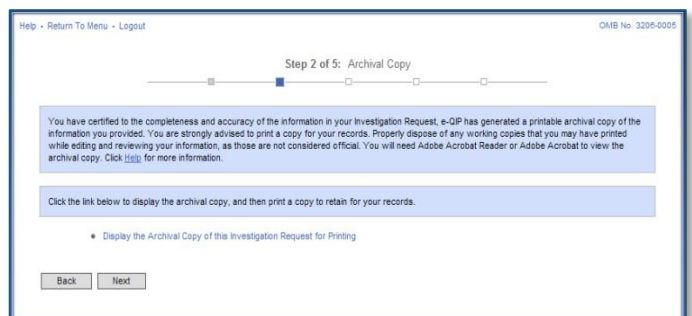 Help - Return To Menu - Logout
OMB No. 3206-0005
Step 2 of 5: Archival Copy
You have certified to the completeness and accuracy of the information in your Investigation Request, e-QIP has generated a printable archival copy of the
information you provided. You are strongly advised to print a copy for your records. Properly dispose of any working copies that you may have printed
while editing and reviewing your information, as those are not considered official. You will need Adobe Acrobat Reader or Adobe Acrobat to view the
archival copy. Click Help for more information.
Click the link below to display the archival copy, and then print a copy to retain for your records.
Display the Archival Copy of this Investigation Request for Printing
Back Next